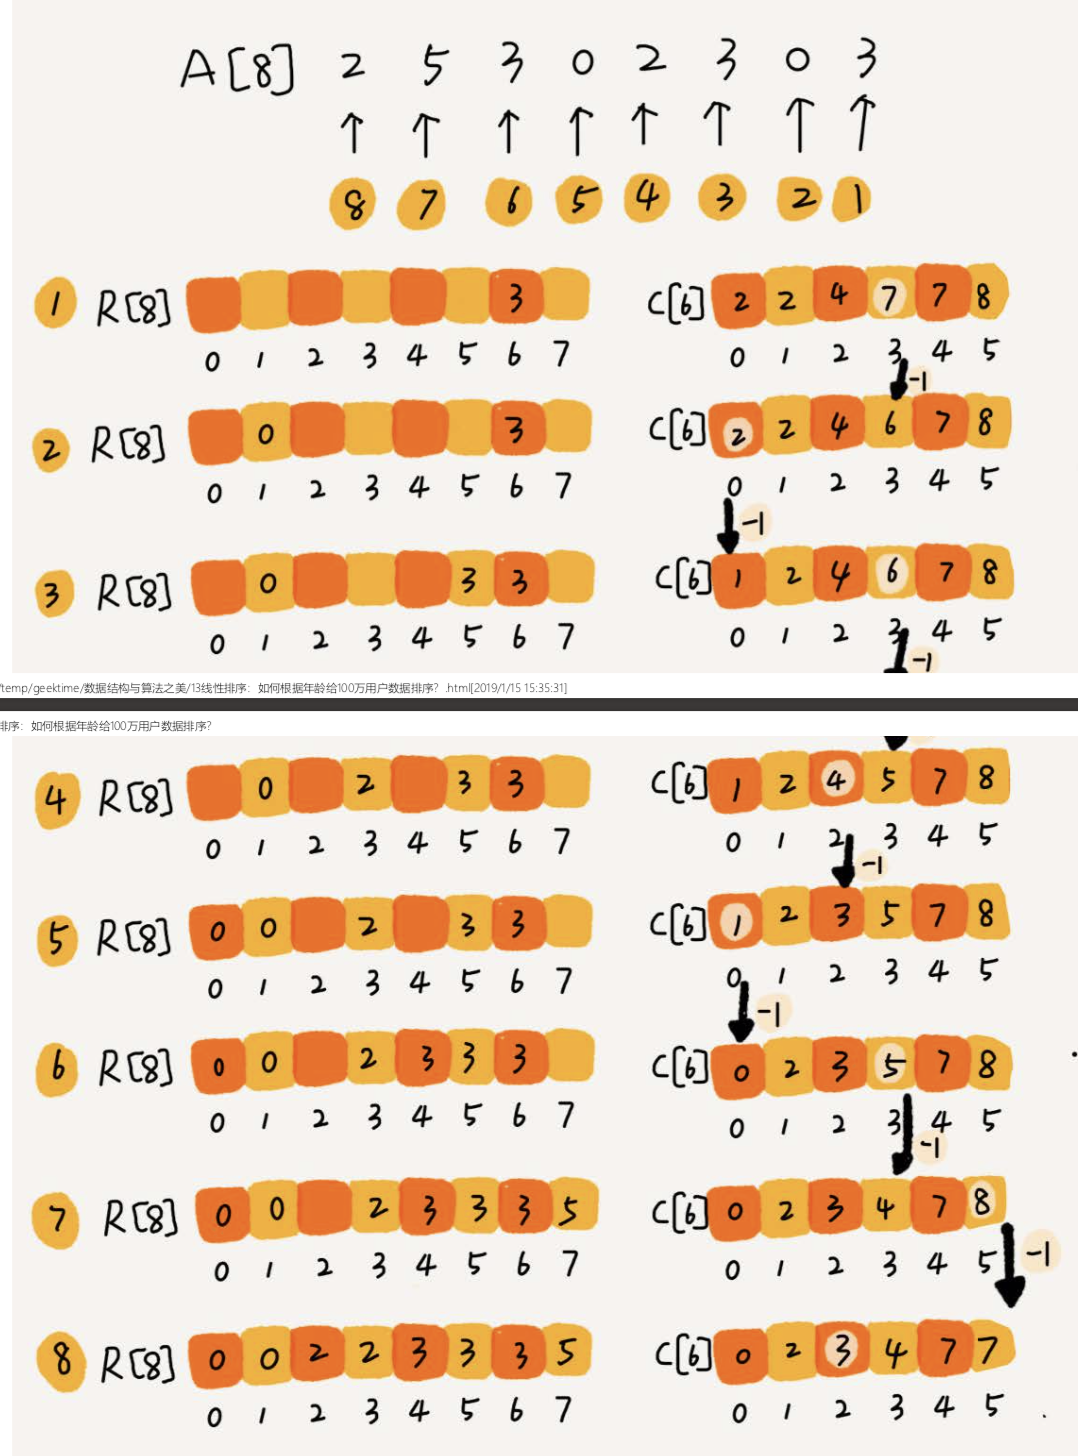 A[8] 2 5 3 0 2 3 0 3
8 7 6 5 4 3 2 1
1 R[8] 3 C[6] 2 2 4 7 7 8
0 1 2 3 4 5 6 7 0 1 2 3 4 5
-1
2 R[8] 0 3 C[6] 2 2 4 6 7 8
0 1 2 3 4 5 6 7 0 1 2 3 4 5
-1
3 R[8] 0 3 3 C[6] 1 2 4 6 7 8
0 1 2 3 4 5 6 7 0 1 2 3 4 5
-1
/temp/geektime/数据结构与算法之美/13线性排序：如何根据年龄给100万用户数据排序？.html[2019/1/15 15:35:31]
排序：如何根据年龄给100万用户数据排序？
4 R[8] 0 2 3 3 C[6] 1 2 4 5 7 8
0 1 2 3 4 5 6 7 0 1 2 3 4 5
-1
5 R[8] 0 0 2 3 3 C[6] 1 2 3 5 7 8
0 1 2 3 4 5 6 7 0 1 2 3 4 5
-1
6 R[8] 0 0 2 3 3 3 C[6] 0 2 3 5 7 8
0 1 2 3 4 5 6 7 0 1 2 3 4 5
-1
7 R[8] 0 0 2 3 3 3 5 C[6] 0 2 3 4 7 8
0 1 2 3 4 5 6 7 0 1 2 3 4 5
-1
8 R[8] 0 0 2 2 3 3 3 5 C[6] 0 2 3 4 7 7
0 1 2 3 4 5 6 7 0 1 2 3 4 5